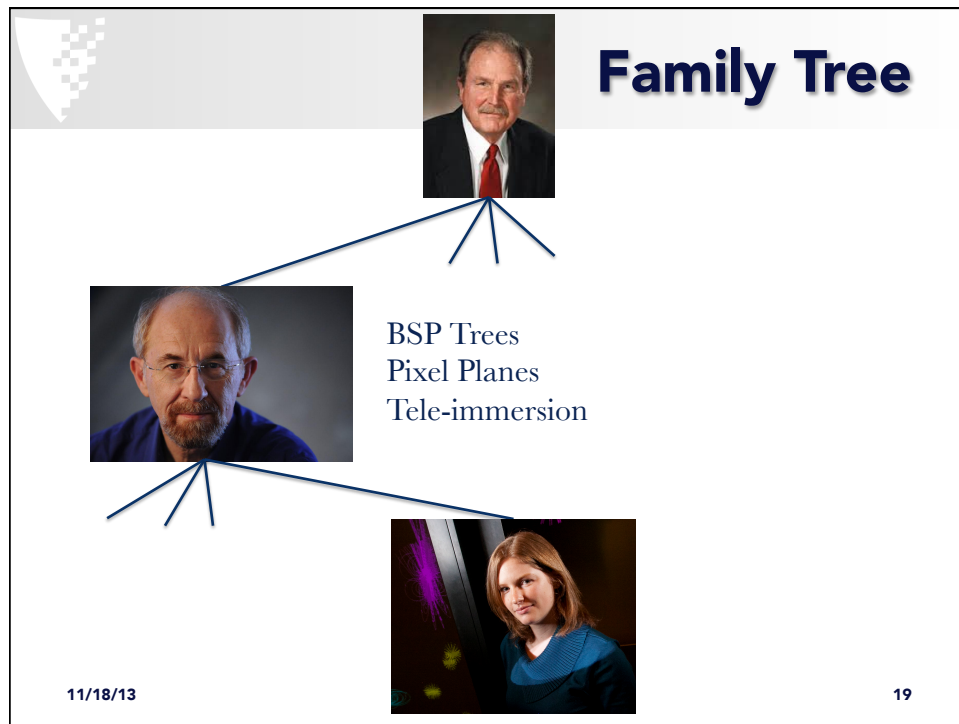 Family Tree
BSP Trees
Pixel Planes
Tele-immersion
11/18/13
19